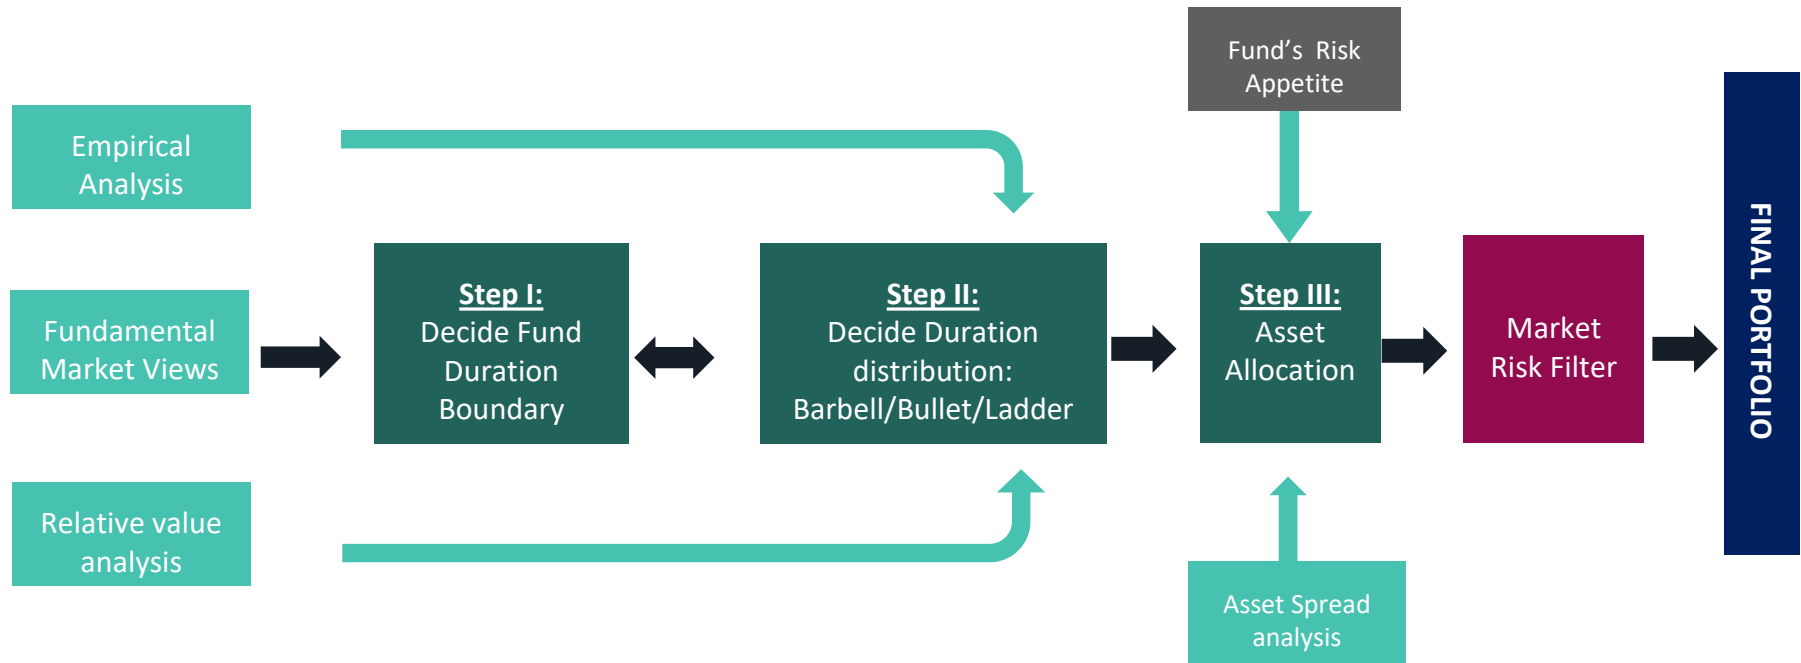 Fund's Risk
Appetite
Empirical
Analysis
Fundamental
Market Views
Relative value
analysis
Step I:
Decide Fund
Duration
Boundary
Step II:
Decide Duration
distribution:
Barbell/Bullet/Ladder
Step III:
Asset
Allocation
Asset Spread
analysis
Market
Risk Filter
FINAL PORTFOLIO